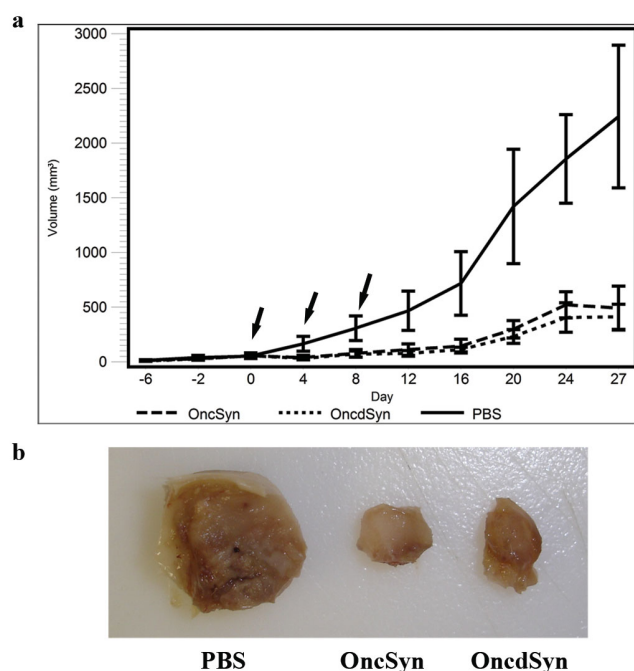 a
3000
2500
2000
1500
1000
500
0
Volume (mm³)
-6 -2 0 4 8 12 16 20 24 27
Day
OncSyn OncdSyn PBS
b
PBS OncSyn OncdSyn